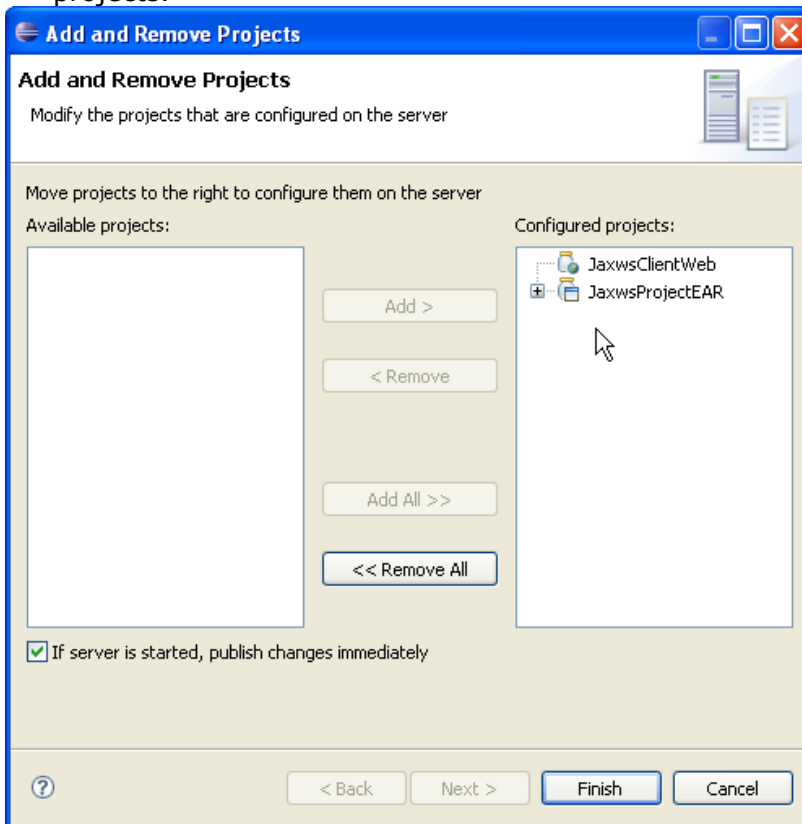 projects.
Add and Remove Projects
Add and Remove Projects
Modify the projects that are configured on the server
Move projects to the right to configure them on the server
Available projects:
Configured projects:
JaxwsClientWeb
JaxwsProjectEAR
Add >
< Remove
Add All >>
<< Remove All
If server is started, publish changes immediately
< Back
Next >
Finish
Cancel